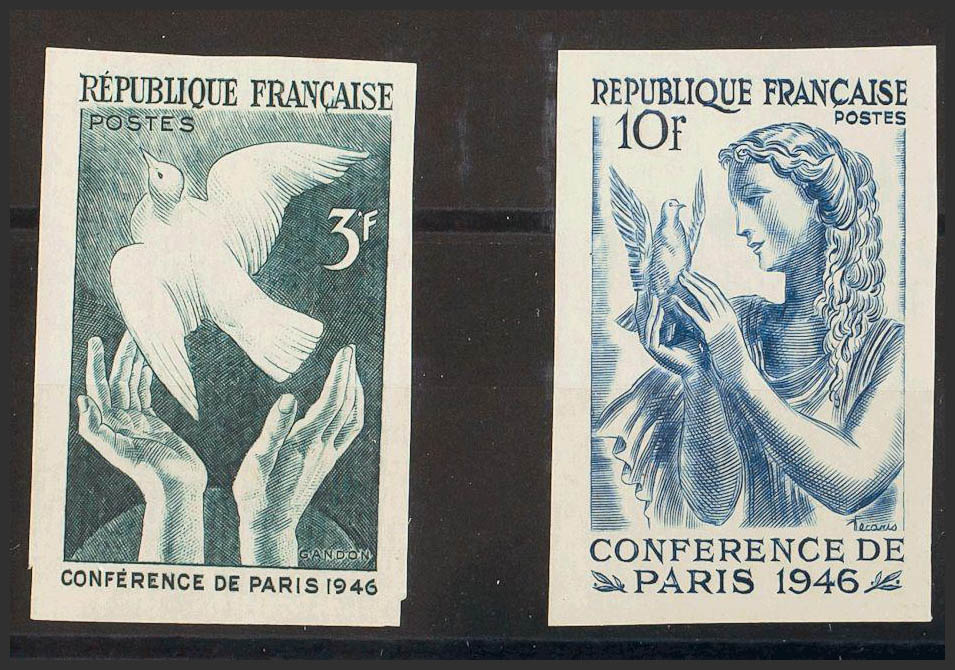 RÉPUBLIQUE FRANÇAISE
POSTES
3F
GANDON
CONFÉRENCE DE PARIS 1946
REPUBLIQUE FRANÇAISE
POSTES
10f
Decaris
CONFERENCE DE
PARIS 1946